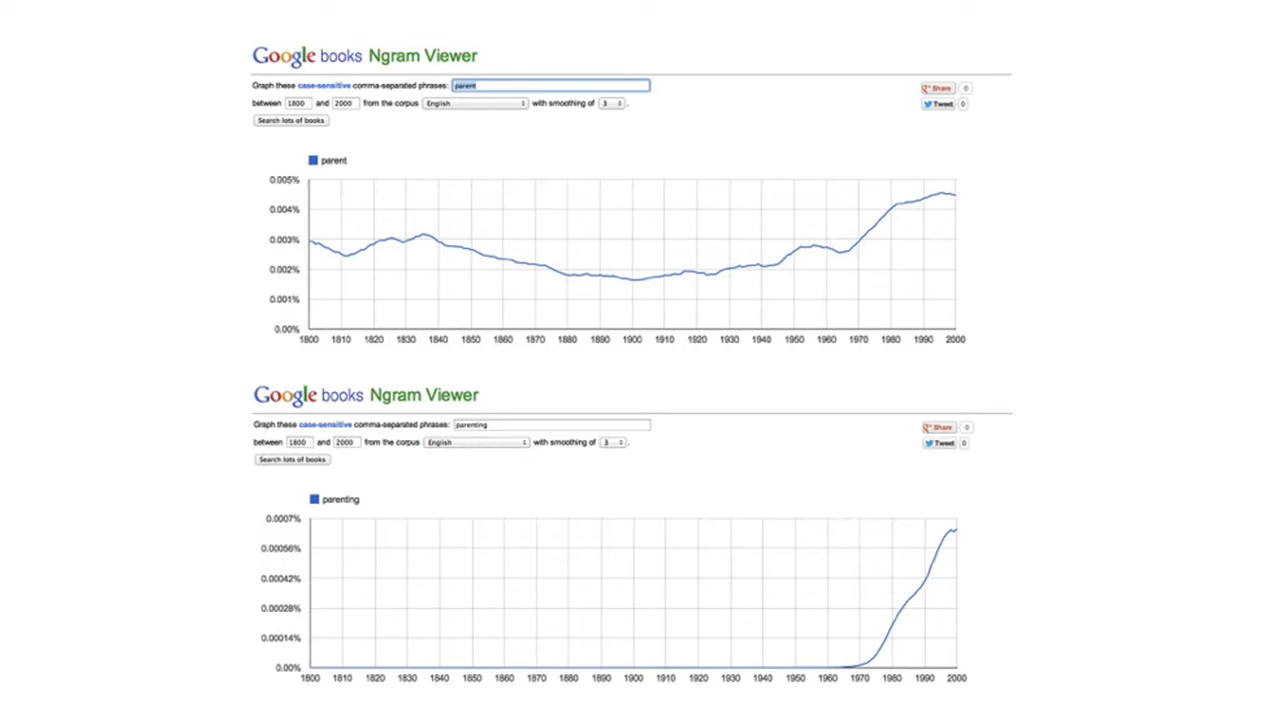 Google books Ngram Viewer
Graph these case-sensitive comma-separated phrases: parent
between 1800 and 2000 from the corpus English with smoothing of 3 .
Share 0
Tweet 0
Search lots of books
parent
0.005%
0.004%
0.003%
0.002%
0.001%
0.00%
1800 1810 1820 1830 1840 1850 1860 1870 1880 1890 1900 1910 1920 1930 1940 1950 1960 1970 1980 1990 2000
Google books Ngram Viewer
Graph these case-sensitive comma-separated phrases: parenting
between 1800 and 2000 from the corpus English with smoothing of 3 .
Share 0
Tweet 0
Search lots of books
parenting
0.0007%
0.00056%
0.00042%
0.00028%
0.00014%
0.00%
1800 1810 1820 1830 1840 1850 1860 1870 1880 1890 1900 1910 1920 1930 1940 1950 1960 1970 1980 1990 2000